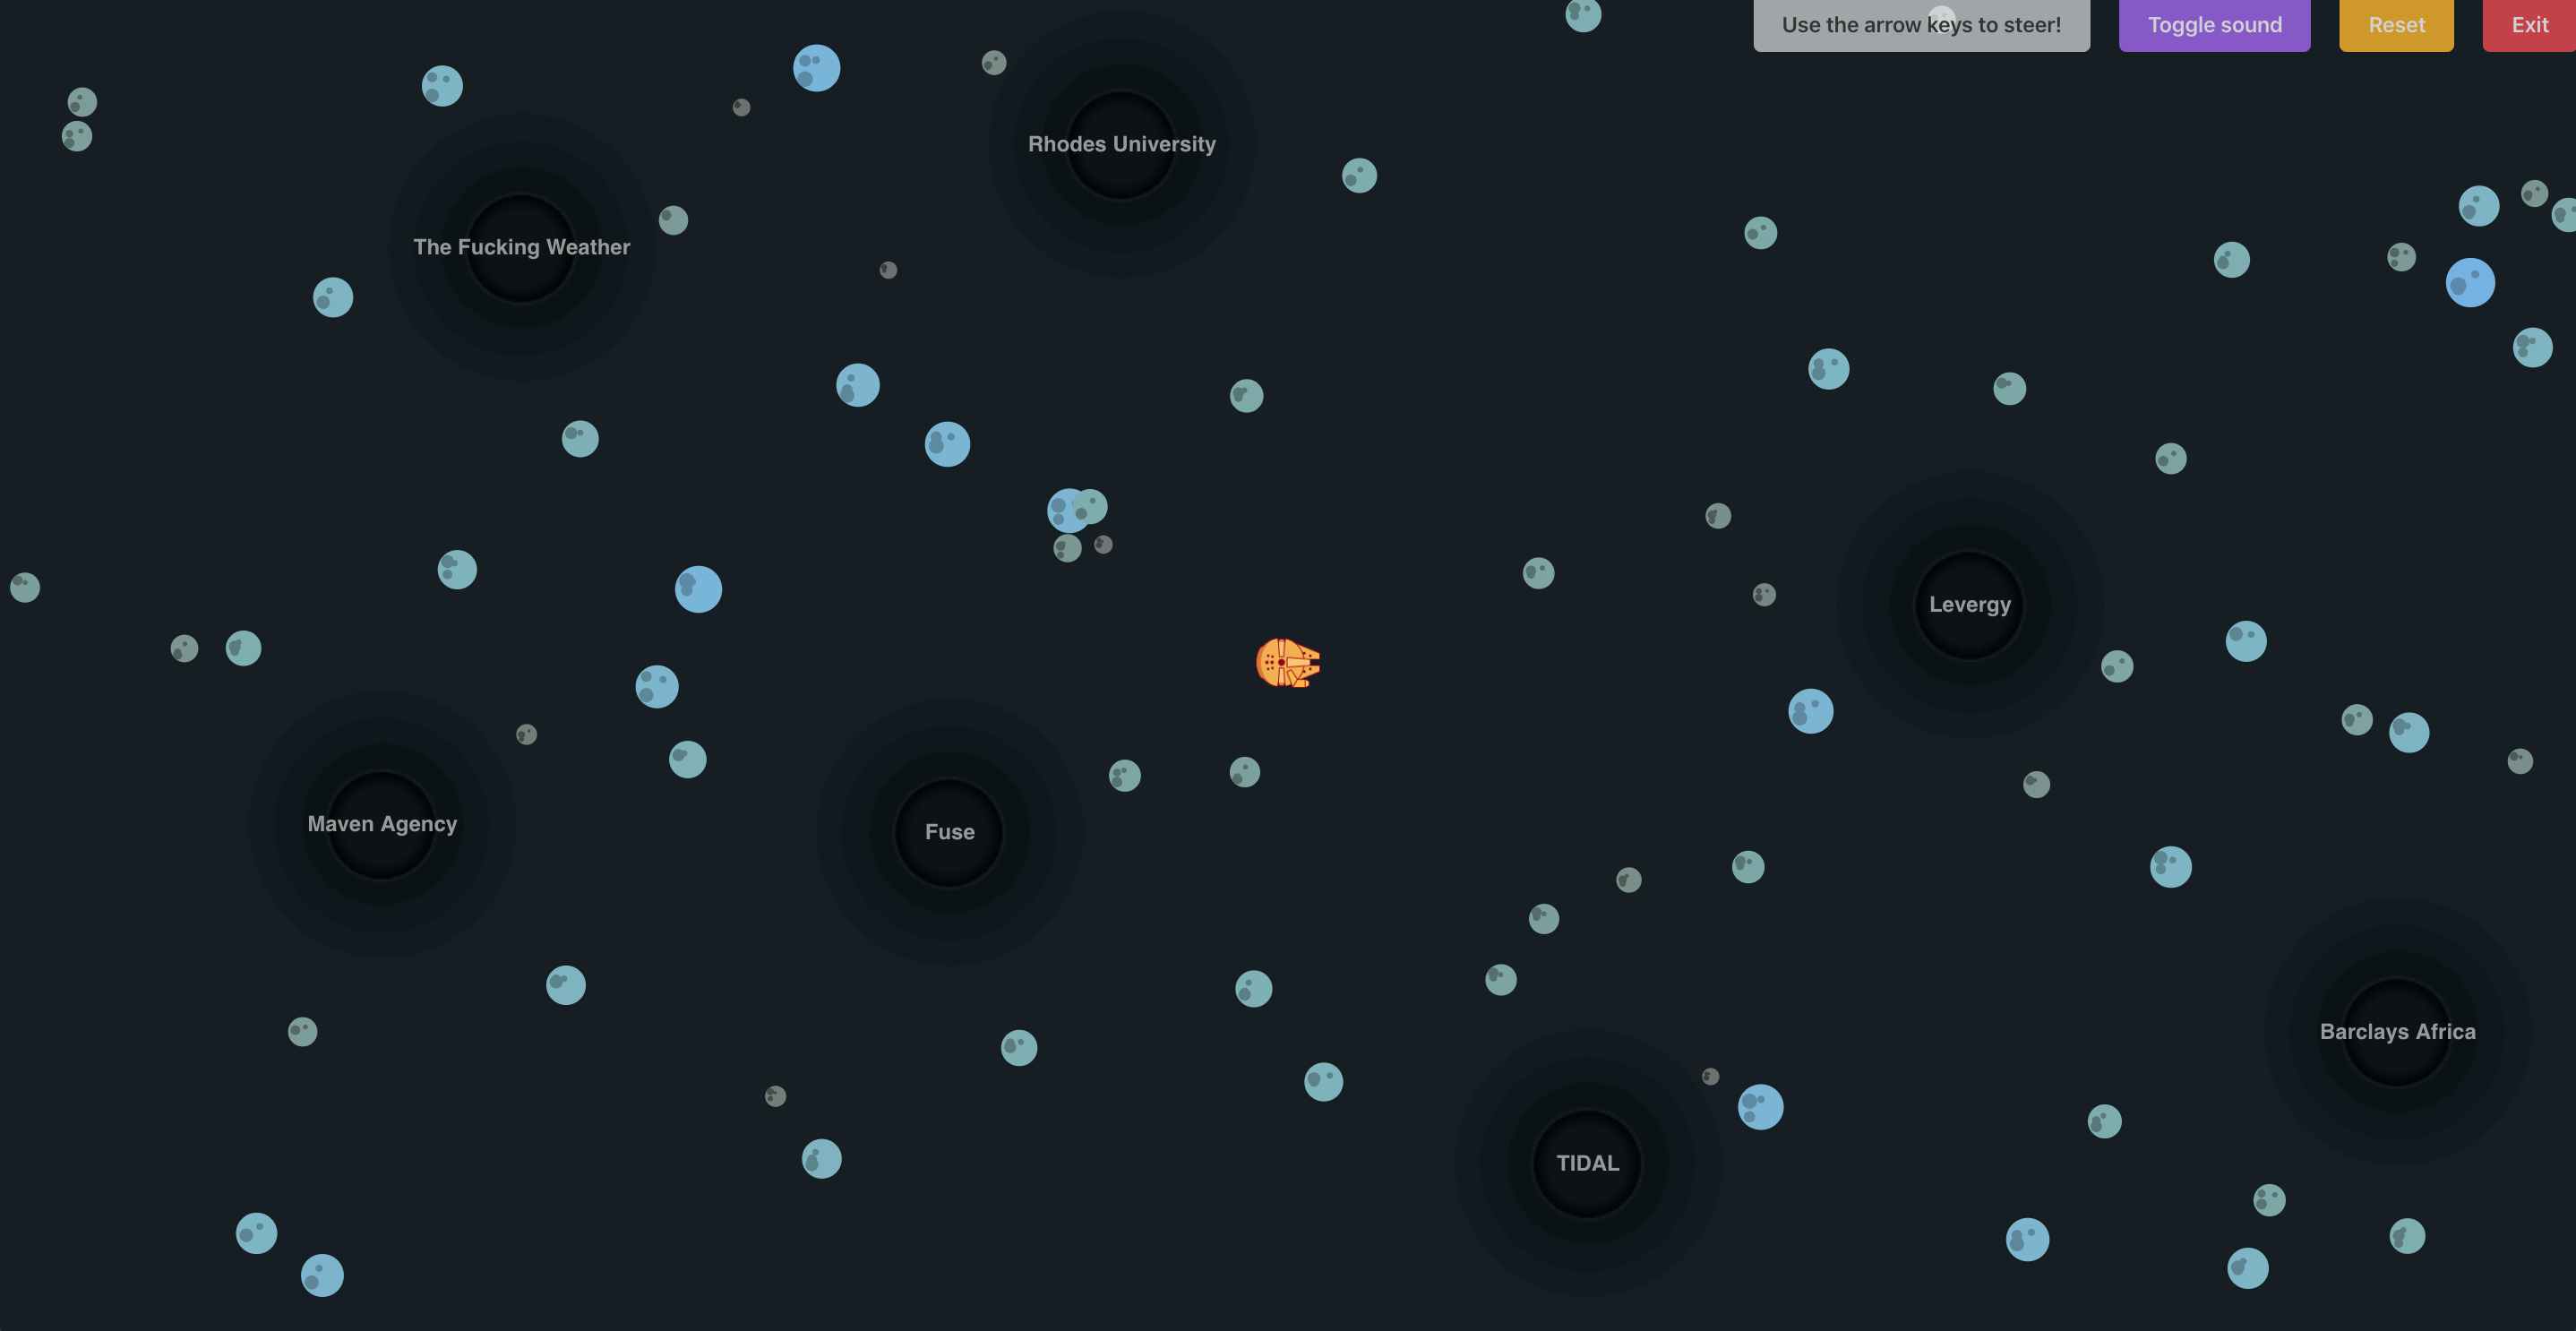 Use the arrow keys to steer!
Toggle sound
Reset
Exit
Rhodes University
The Fucking Weather
Levergy
Maven Agency
Fuse
Barclays Africa
TIDAL